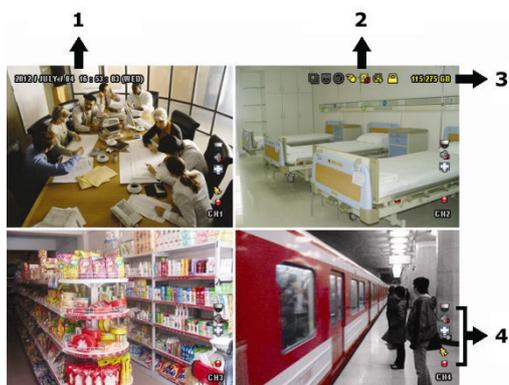 1
2
2012 / JULY / 04 16 : 53 : 03 (WED)
115.275 GB
3
CH1
CH2
4
CH3
CH4